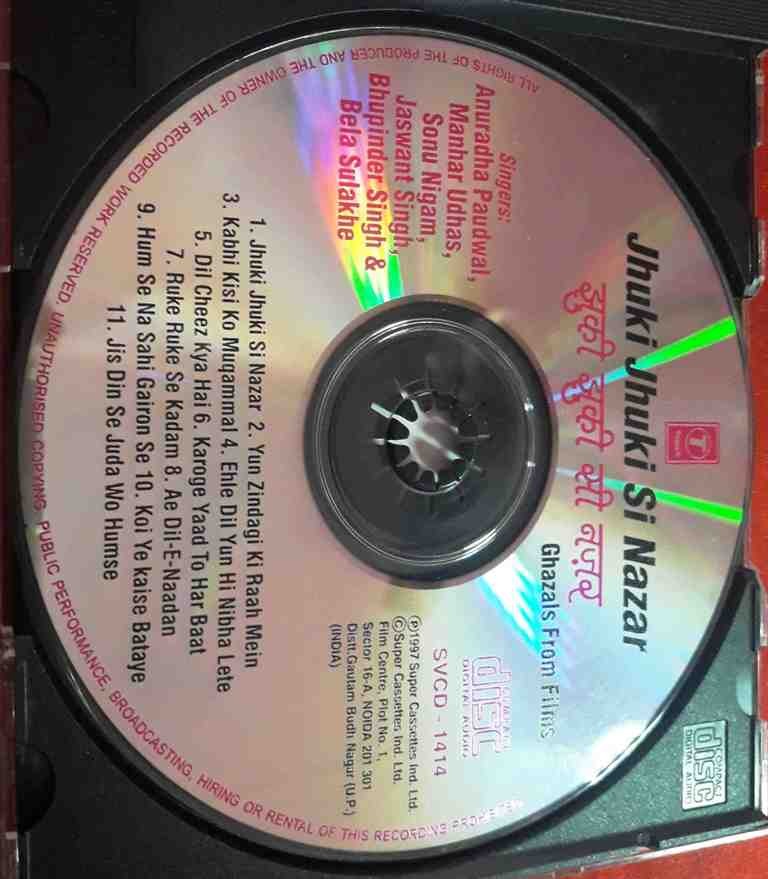 T
Jhuki Jhuki Si Nazar
झुकी झुकी सी नज़र
Ghazals From Films
Singers:
Anuradha Paudwal,
Manhar Udhas,
Sonu Nigam,
Jaswant Singh,
Bhupinder Singh &
Bela Sulakhe
COMPACT
disc
DIGITAL AUDIO
SVCD - 1414
Ⓟ1997 Super Cassettes Ind. Ltd.
©Super Cassettes Ind. Ltd.
Film Centre, Plot No. 1,
Sector 16-A, NOIDA 201 301
Distt.Gautam Budh Nagar (U.P.)
(INDIA)
1. Jhuki Jhuki Si Nazar 2. Yun Zindagi Ki Raah Mein
3. Kabhi Kisi Ko Muqammal 4. Ehle Dil Yun Hi Nibha Lete
5. Dil Cheez Kya Hai 6. Karoge Yaad To Har Baat
7. Ruke Ruke Se Kadam 8. Ae Dil-E-Naadan
9. Hum Se Na Sahi Gairon Se 10. Koi Ye kaise Bataye
11. Jis Din Se Juda Wo Humse
ALL RIGHTS OF THE PRODUCER AND THE OWNER OF THE RECORDED WORK RESERVED. UNAUTHORISED COPYING, PUBLIC PERFORMANCE, BROADCASTING, HIRING OR RENTAL OF THIS RECORDING PROHIBITED
COMPACT
disc
DIGITAL AUDIO